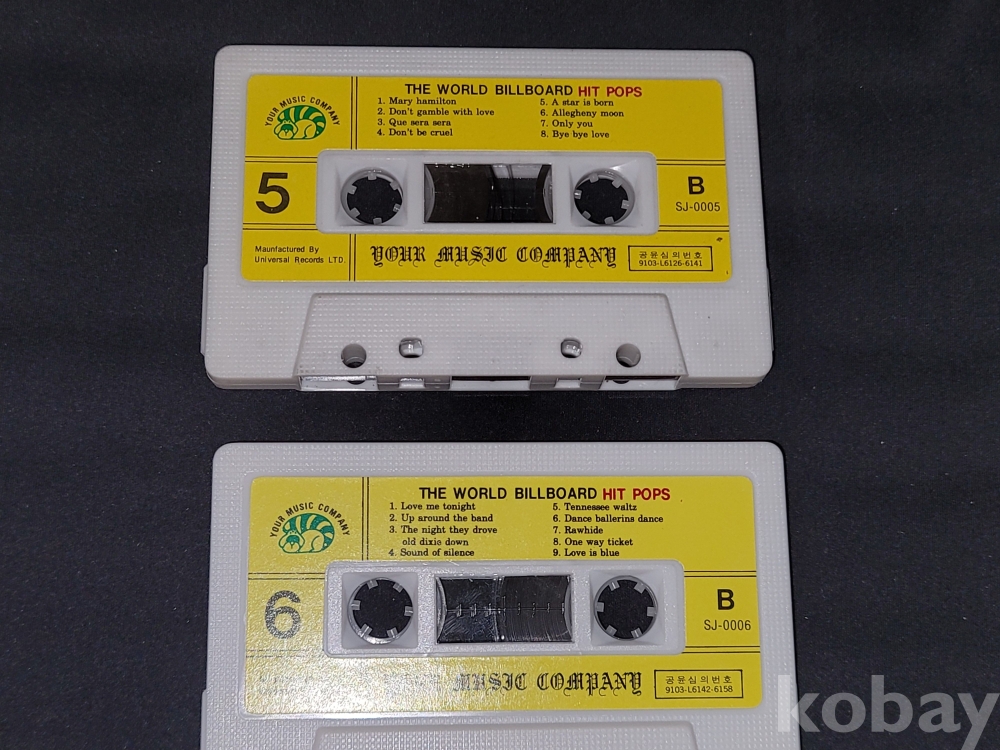 THE WORLD BILLBOARD HIT POPS
YOUR MUSIC COMPANY
1. Mary hamilton
2. Don't gamble with love
3. Que sera sera
4. Don't be cruel
5. A star is born
6. Allegheny moon
7. Only you
8. Bye bye love
5
B
SJ-0005
Maunfactured By
Universal Records LTD.
YOUR MUSIC COMPANY
공윤심의번호
9103-L6126-6141
THE WORLD BILLBOARD HIT POPS
YOUR MUSIC COMPANY
1. Love me tonight
2. Up around the band
3. The night they drove
old dixie down
4. Sound of silence
5. Tennessee waltz
6. Dance ballerins dance
7. Rawhide
8. One way ticket
9. Love is blue
6
B
SJ-0006
YOUR MUSIC COMPANY
공윤심의번호
9103-L6142-6158
kobay